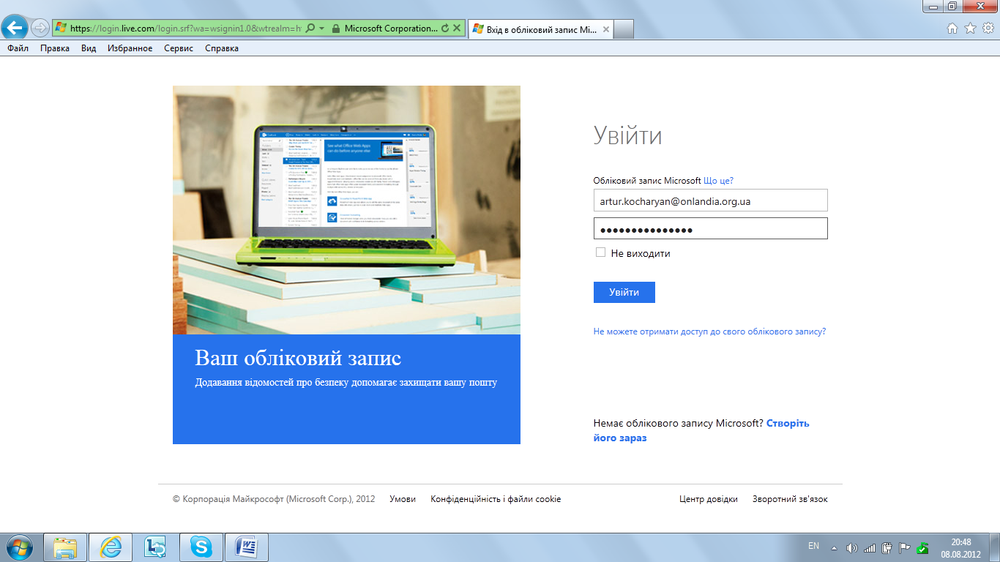 https://login.live.com/login.srf?wa=wsignin1.0&wtrealm=h
Microsoft Corporation...
Вхід в обліковий запис Mi...
Файл Правка Вид Избранное Сервис Справка
See what Office Web Apps
can do before anyone else
Увійти
Обліковий запис Microsoft Що це?
artur.kocharyan@onlandia.org.ua
Не виходити
Увійти
Не можете отримати доступ до свого облікового запису?
Ваш обліковий запис
Додавання відомостей про безпеку допомагає захищати вашу пошту
Немає облікового запису Microsoft? Створіть
його зараз
© Корпорація Майкрософт (Microsoft Corp.), 2012 Умови Конфіденційність і файли cookie Центр довідки Зворотний зв'язок
EN
20:48
08.08.2012